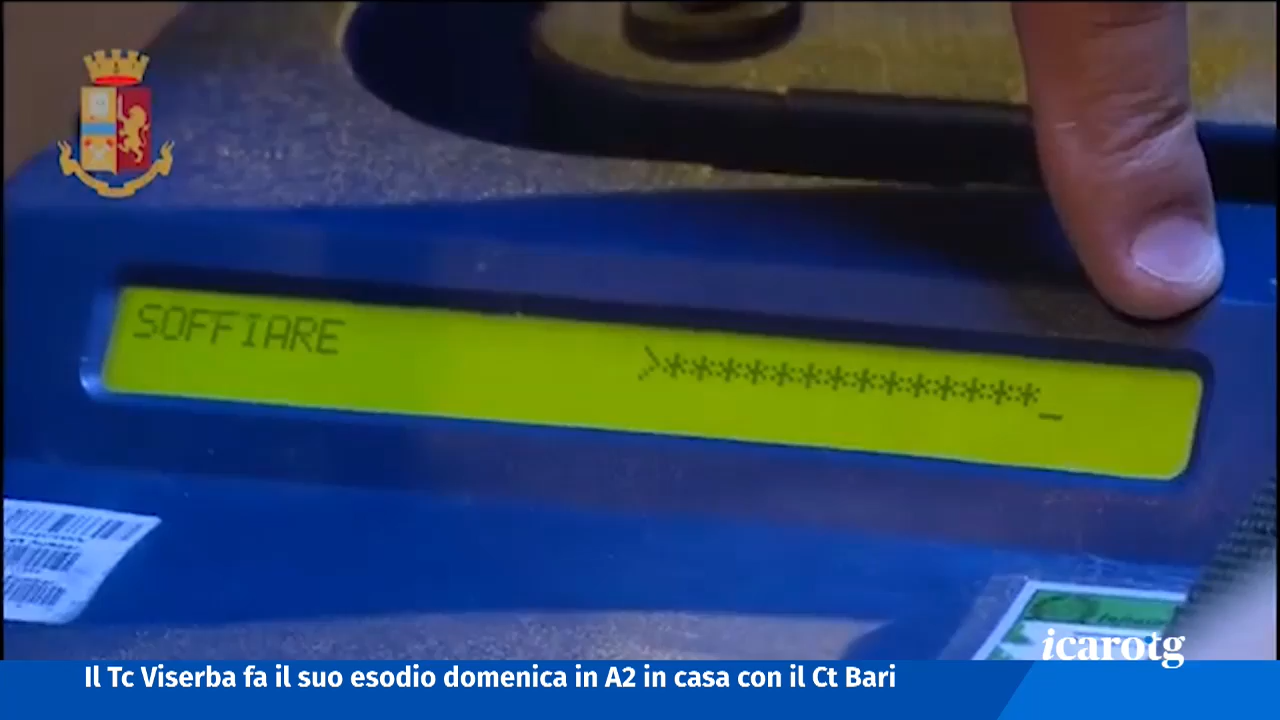 SOFFIARE
>**************_
icarotg
Il Tc Viserba fa il suo esodio domenica in A2 in casa con il Ct Bari